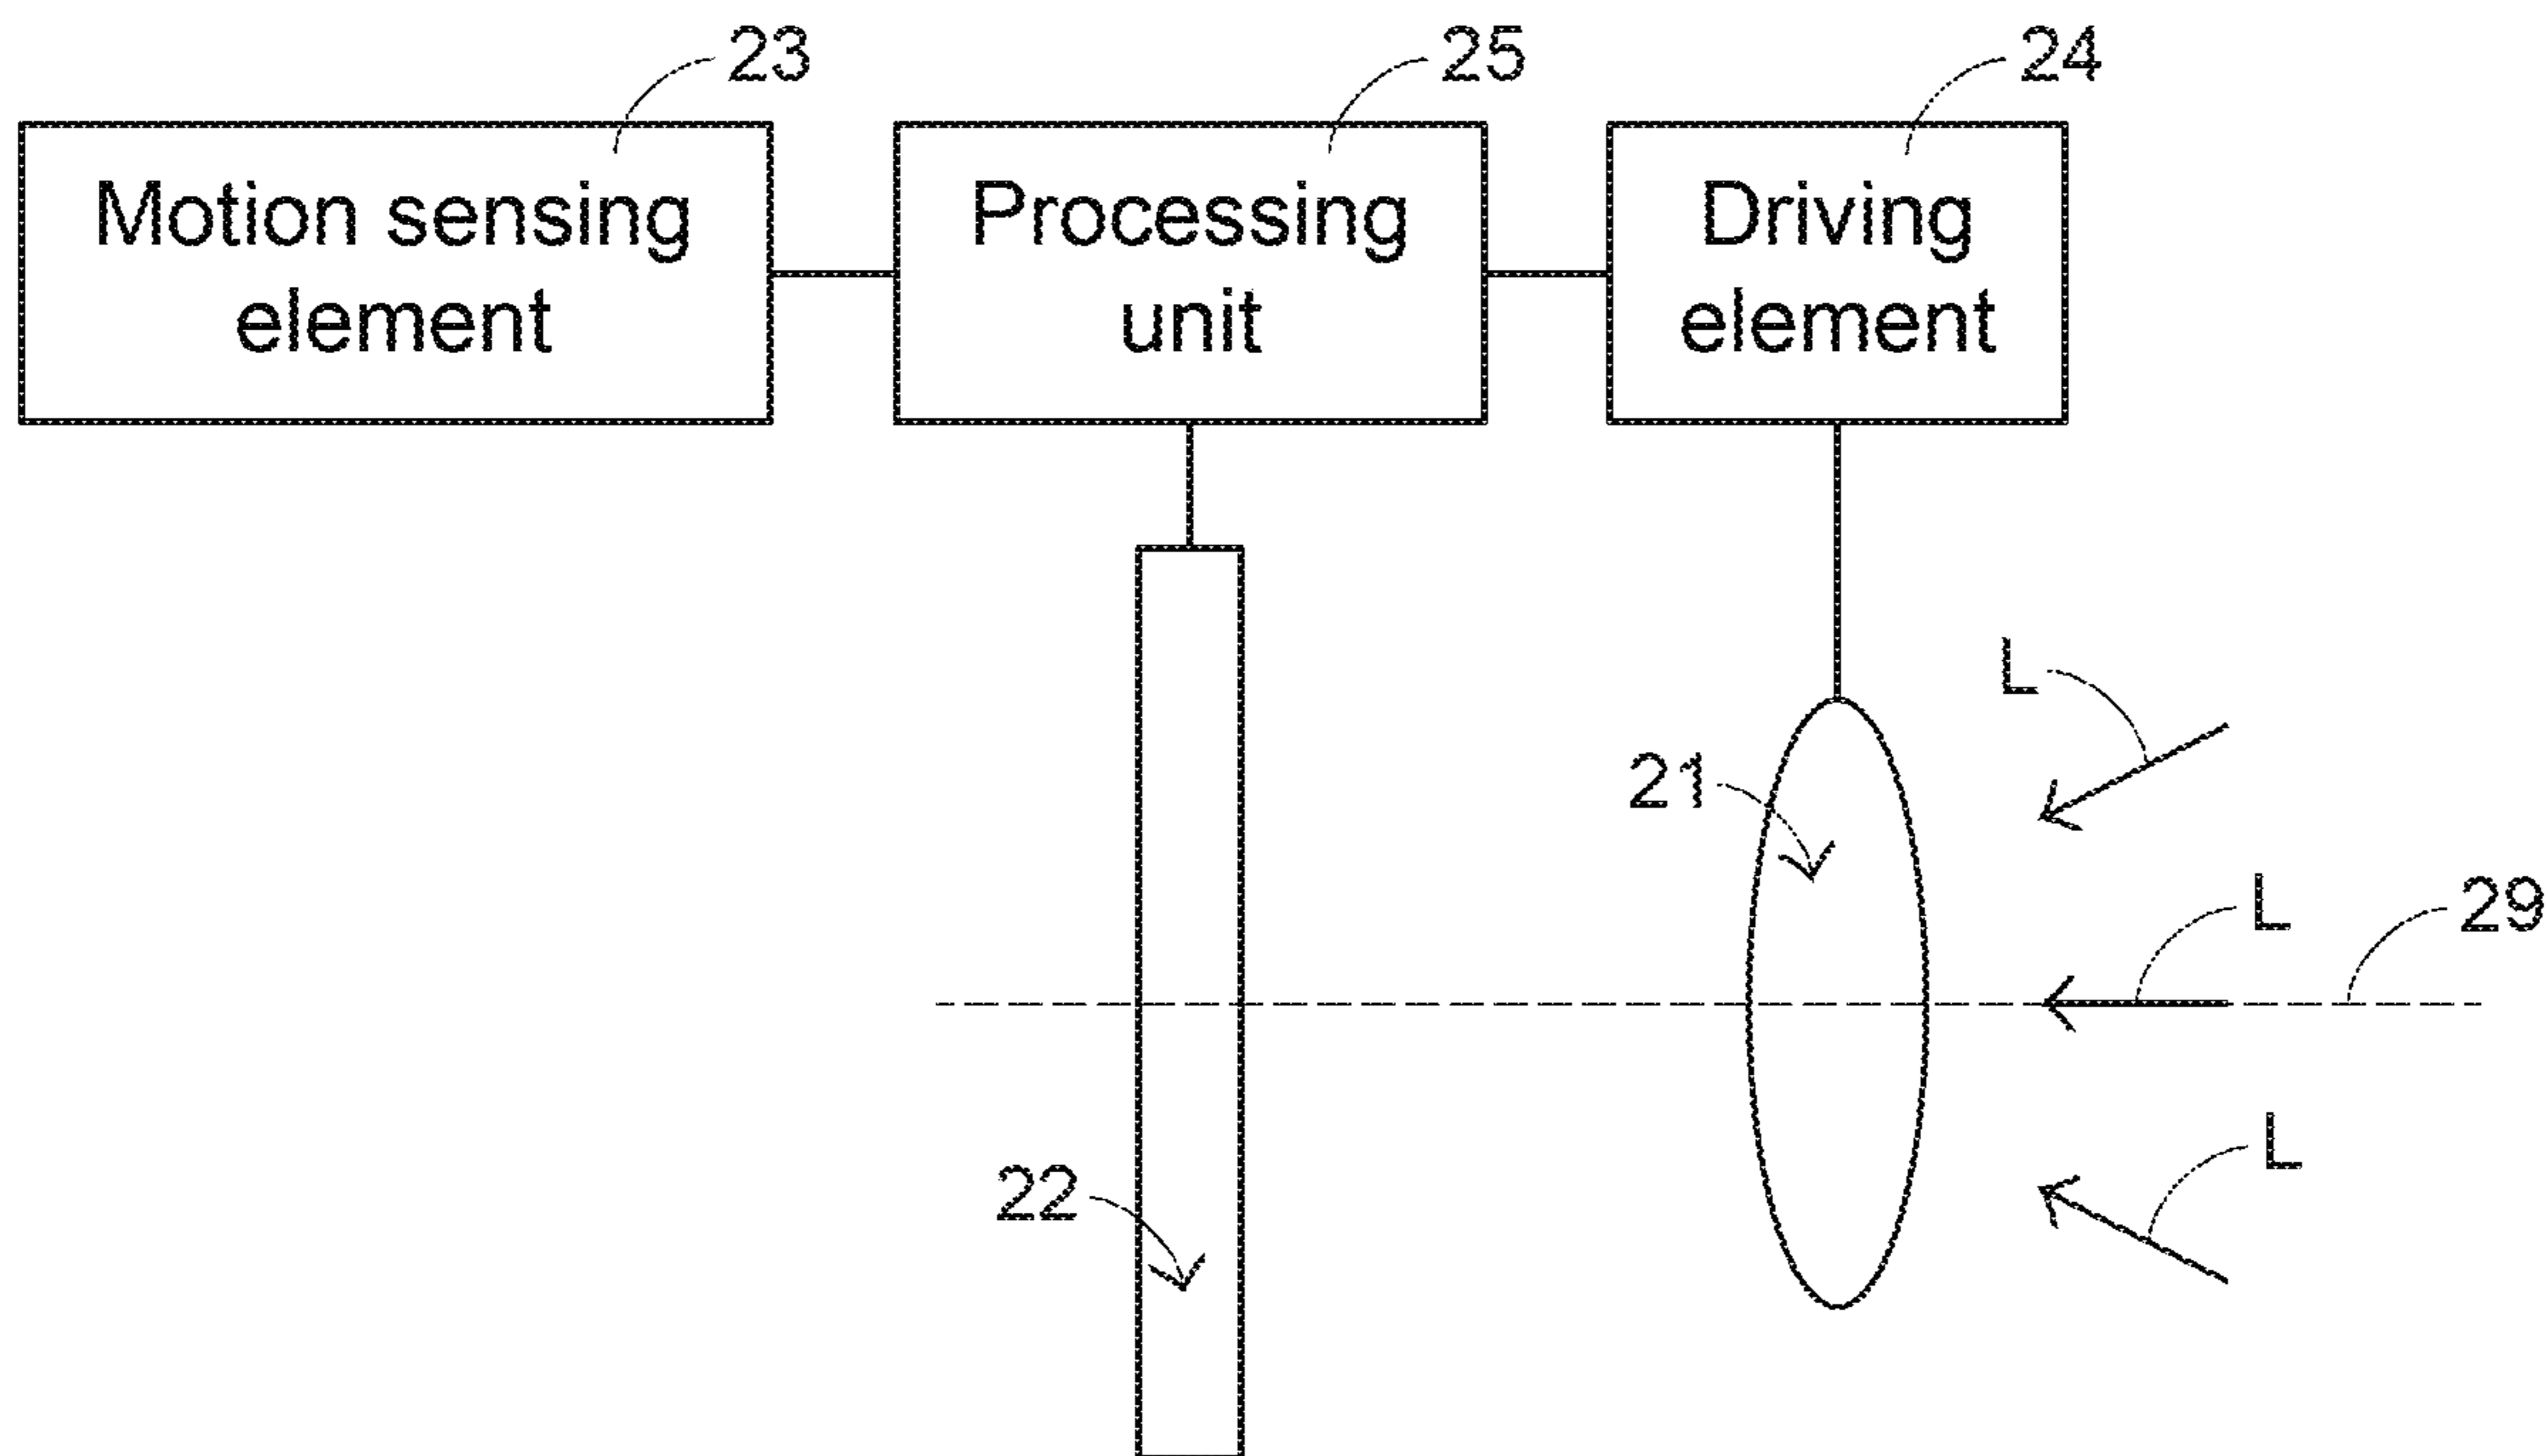 23
25
24
Motion sensing
element
Processing
unit
Driving
element
L
21
L
29
22
L